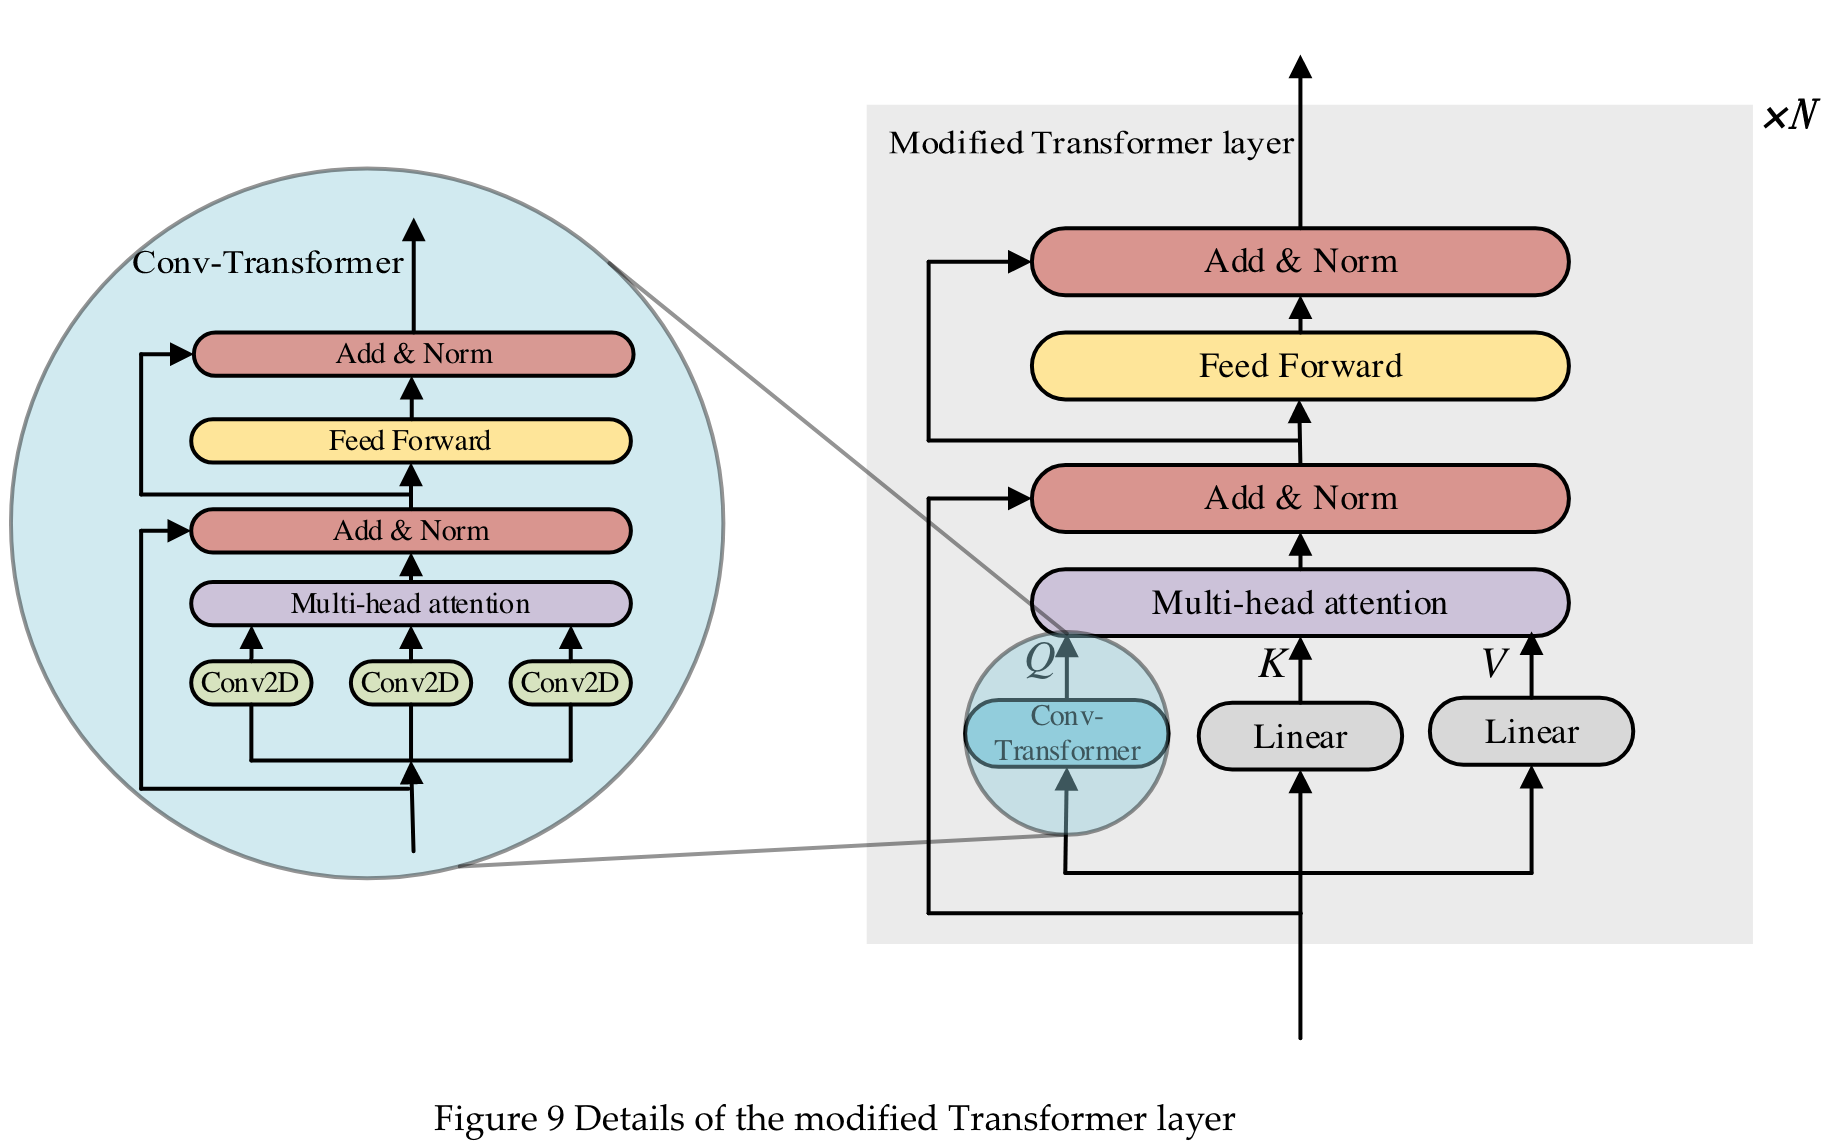 ×N
Modified Transformer layer
Add & Norm
Feed Forward
Add & Norm
Multi-head attention
Q
K
V
Conv-
Transformer
Linear
Linear
Conv-Transformer
Add & Norm
Feed Forward
Add & Norm
Multi-head attention
Conv2D
Conv2D
Conv2D
Figure 9 Details of the modified Transformer layer